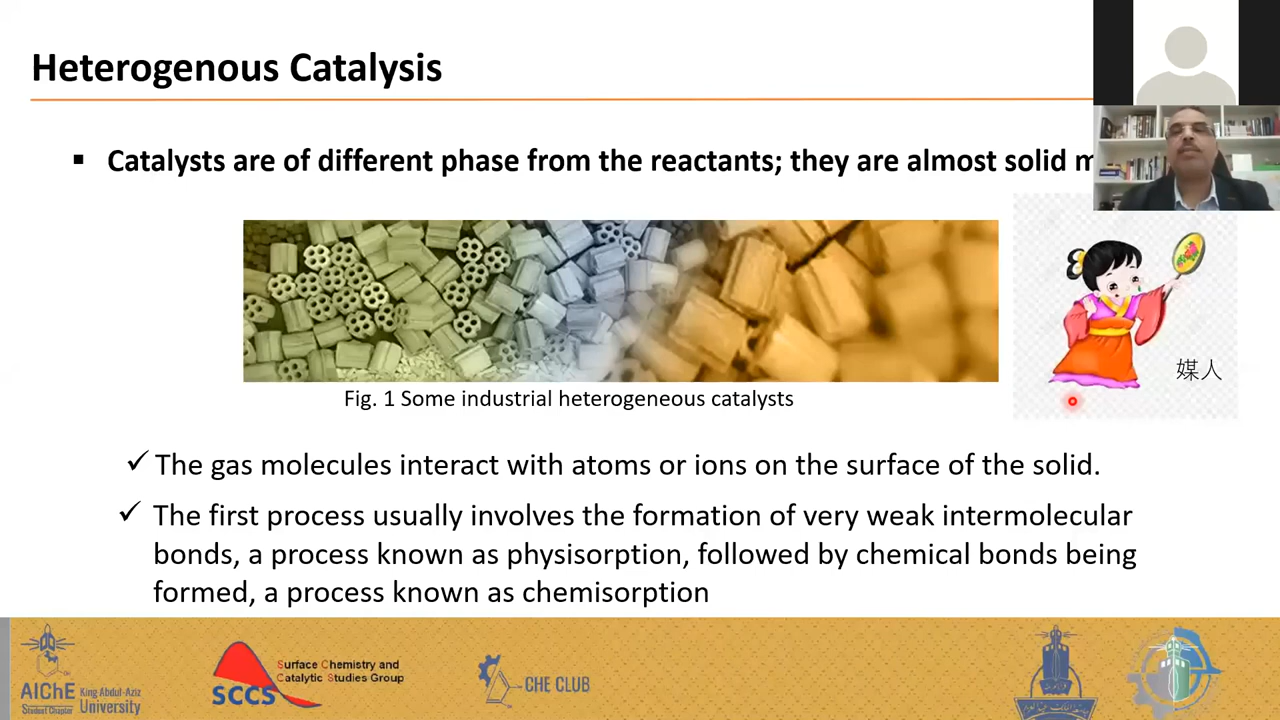 Heterogenous Catalysis
▪ Catalysts are of different phase from the reactants; they are almost solid m
媒人
Fig. 1 Some industrial heterogeneous catalysts
✓ The gas molecules interact with atoms or ions on the surface of the solid.
✓ The first process usually involves the formation of very weak intermolecular
bonds, a process known as physisorption, followed by chemical bonds being
formed, a process known as chemisorption
AIChE
Student Chapter
King Abdul-Aziz
University
SCCS
Surface Chemistry and
Catalytic Studies Group
CHE CLUB